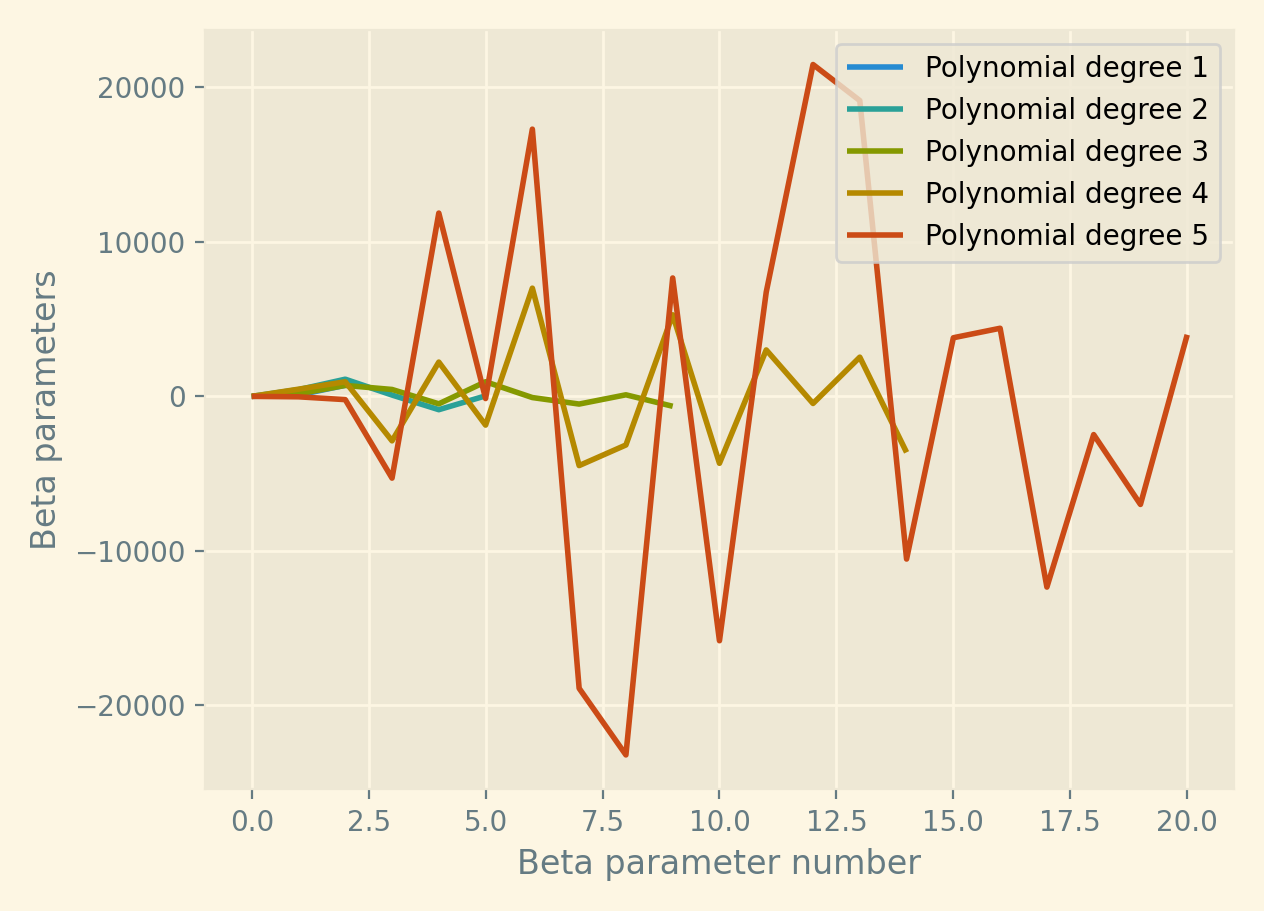 Polynomial degree 1
Polynomial degree 2
Polynomial degree 3
Polynomial degree 4
Polynomial degree 5
Beta parameters
20000
10000
0
−10000
−20000
0.0 2.5 5.0 7.5 10.0 12.5 15.0 17.5 20.0
Beta parameter number